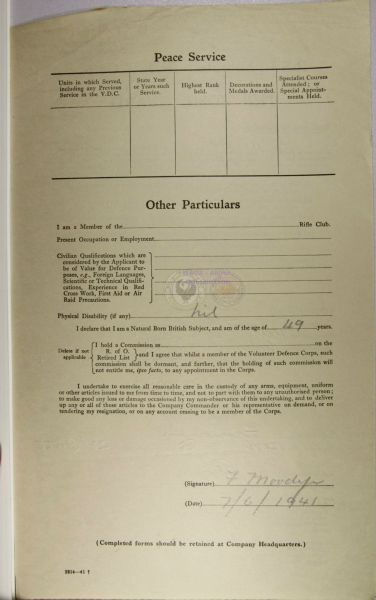 Peace Service
Units in which Served, including any Previous Service in the V.D.C.
State Year or Years such Service.
Highest Rank held.
Decorations and Medals Awarded.
Specialist Courses Attended; or Special Appointments Held.
Other Particulars
I am a Member of the Rifle Club.
Present Occupation or Employment
Civilian Qualifications which are
considered by the Applicant to
be of Value for Defence Pur-
poses, e.g., Foreign Languages,
Scientific or Technical Qualifi-
cations, Experience in Red
Cross Work, First Aid or Air
Raid Precautions.
Physical Disability (if any) nil
I declare that I am a Natural Born British Subject, and am of the age of 49 years.
Delete if not applicable
I hold a Commission as on the
R. of O.
Retired List
and I agree that whilst a member of the Volunteer Defence Corps, such
commission shall be dormant, and further, that the holding of such commission will
not entitle me, ipso facto, to any appointment in the Corps.
I undertake to exercise all reasonable care in the custody of any arms, equipment, uniform
or other articles issued to me from time to time, and not to part with them to any unauthorised person;
to make good any loss or damage occasioned by my non-observance of this undertaking, and to deliver
up any or all of these articles to the Company Commander or his representative on demand, or on
tendering my resignation, or on any account ceasing to be a member of the Corps.
(Signature) F
(Date) 7/6/1941
(Completed forms should be retained at Company Headquarters.)
2814—41 †